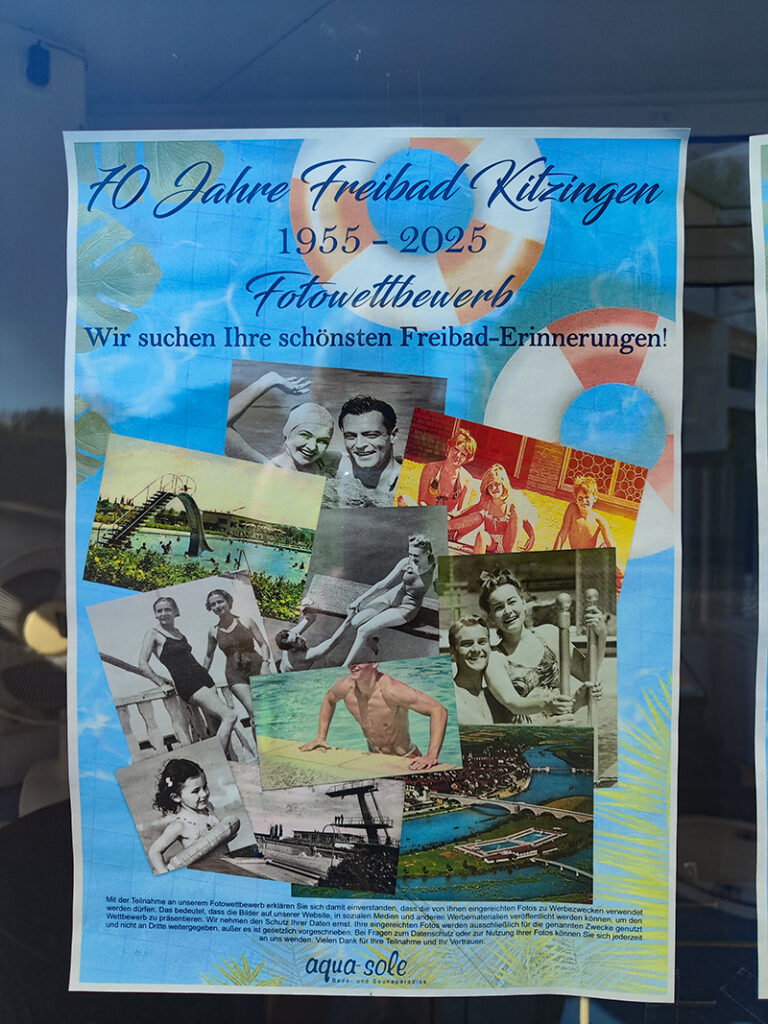 70 Jahre Freibad Kitzingen
1955 - 2025
Fotowettbewerb
Wir suchen Ihre schönsten Freibad-Erinnerungen!
Mit der Teilnahme an unserem Fotowettbewerb erklären Sie sich damit einverstanden, dass die von Ihnen eingereichten Fotos zu Werbezwecken verwendet
werden dürfen. Das bedeutet, dass die Bilder auf unserer Website, in sozialen Medien und anderen Werbematerialien veröffentlicht werden können, um den
Wettbewerb zu präsentieren. Wir nehmen den Schutz Ihrer Daten ernst. Ihre eingereichten Fotos werden ausschließlich für die genannten Zwecke genutzt
und nicht an Dritte weitergegeben, außer es ist gesetzlich vorgeschrieben. Bei Fragen zum Datenschutz oder zur Nutzung Ihrer Fotos können Sie sich jederzeit
an uns wenden. Vielen Dank für Ihre Teilnahme und Ihr Vertrauen.
aqua-sole
Bade- und Saunaparadies